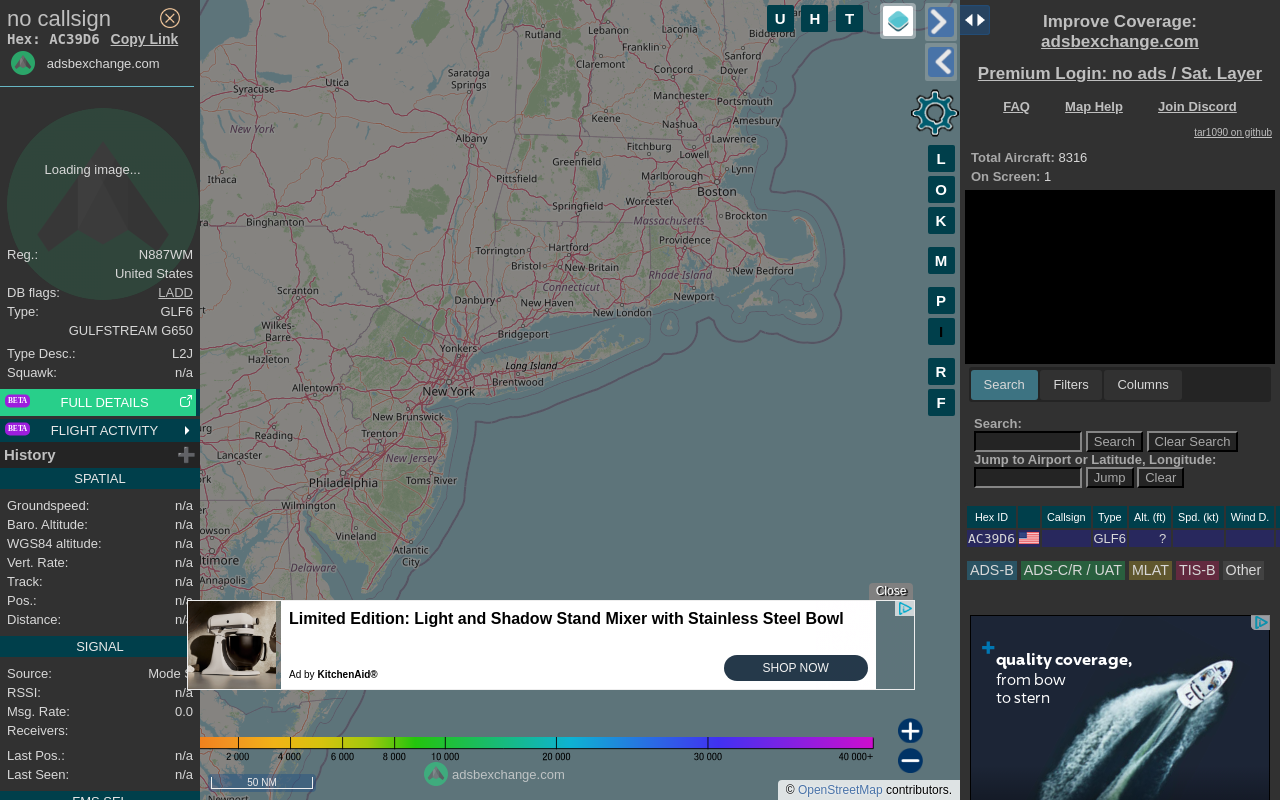 no callsign
Hex: AC39D6 Copy Link
adsbexchange.com
Loading image...
Reg.: N887WM
United States
DB flags: LADD
Type: GLF6
GULFSTREAM G650
Type Desc.: L2J
Squawk: n/a
BETA FULL DETAILS
BETA FLIGHT ACTIVITY
History
SPATIAL
Groundspeed: n/a
Baro. Altitude: n/a
WGS84 altitude: n/a
Vert. Rate: n/a
Track: n/a
Pos.: n/a
Distance: n/a
SIGNAL
Source: Mode S
RSSI: n/a
Msg. Rate: 0.0
Receivers:
Last Pos.: n/a
Last Seen: n/a
FMS SEL
U H T
L
O
K
M
P
I
R
F
Rutland
Lebanon
Laconia
Biddeford
Franklin
Sanford
Claremont
Concord
Dover
Saratoga
Springs
Utica
Syracuse
Manchester
Portsmouth
Keene
Nashua
Amesbury
New York
Albany
Fitchburg
Lawrence
Lowell
Greenfield
Lynn
Ithaca
Pittsfield
Marlborough
Boston
Worcester
Springfield
Massachusetts
Brockton
Binghamton
Providence
Hartford
Torrington
Bristol
New Britain
Rhode Island
New Bedford
Connecticut
Scranton
Danbury
New Haven
Newport
New London
Wilkes-
Barre
Bridgeport
Hazleton
Yonkers
Long Island
Brentwood
Allentown
New York
New Brunswick
Reading
Trenton
Lancaster
New Jersey
Philadelphia
Toms River
Wilmington
Vineland
Atlantic
City
Annapolis
Delaware
Close
Limited Edition: Light and Shadow Stand Mixer with Stainless Steel Bowl
Ad by KitchenAid®
SHOP NOW
2 000 4 000 6 000 8 000 10 000 20 000 30 000 40 000+
adsbexchange.com
50 NM
Newport
© OpenStreetMap contributors.
Improve Coverage:
adsbexchange.com
Premium Login: no ads / Sat. Layer
FAQ Map Help Join Discord
tar1090 on github
Total Aircraft: 8316
On Screen: 1
Search Filters Columns
Search:
Search Clear Search
Jump to Airport or Latitude, Longitude:
Jump Clear
Hex ID Callsign Type Alt. (ft) Spd. (kt) Wind D.
AC39D6 GLF6 ?
ADS-B ADS-C/R / UAT MLAT TIS-B Other
quality coverage,
from bow
to stern